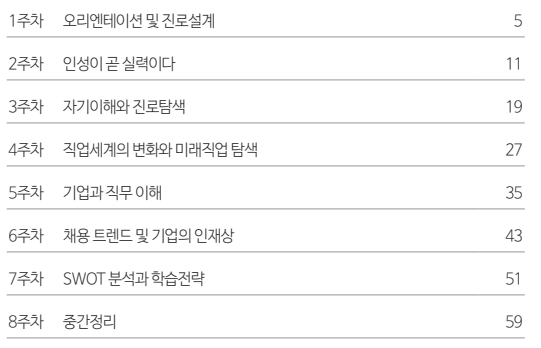 1주차 오리엔테이션 및 진로설계 5
2주차 인성이 곧 실력이다 11
3주차 자기이해와 진로탐색 19
4주차 직업세계의 변화와 미래직업 탐색 27
5주차 기업과 직무 이해 35
6주차 채용 트렌드 및 기업의 인재상 43
7주차 SWOT 분석과 학습전략 51
8주차 중간정리 59